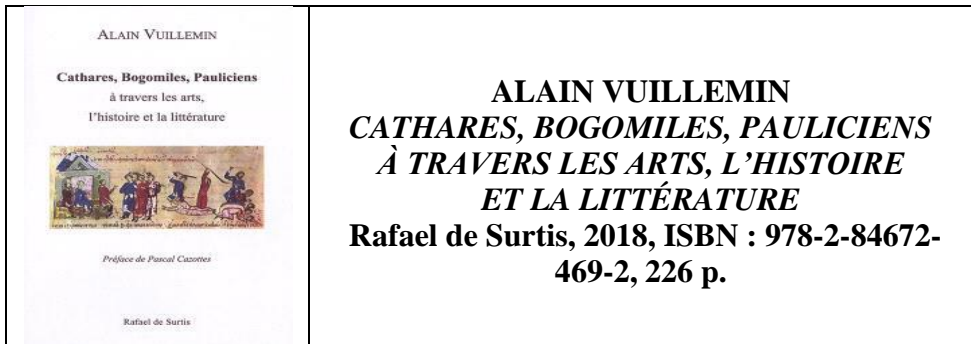 ALAIN VUILLEMIN
Cathares, Bogomiles, Pauliciens
à travers les arts,
l'histoire et la littérature
Préface de Pascal Cazottes
Rafael de Surtis
ALAIN VUILLEMIN
CATHARES, BOGOMILES, PAULICIENS
À TRAVERS LES ARTS, L'HISTOIRE
ET LA LITTÉRATURE
Rafael de Surtis, 2018, ISBN : 978-2-84672-
469-2, 226 p.